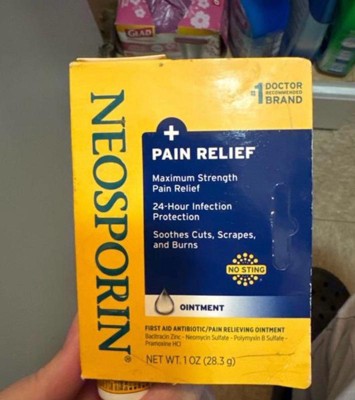 GLAD
#1 DOCTOR
RECOMMENDED
BRAND
NEOSPORIN®
+
PAIN RELIEF
Maximum Strength
Pain Relief
24-Hour Infection
Protection
Soothes Cuts, Scrapes,
and Burns
NO STING
OINTMENT
FIRST AID ANTIBIOTIC/PAIN RELIEVING OINTMENT
Bacitracin Zinc - Neomycin Sulfate - Polymyxin B Sulfate -
Pramoxine HCl
NET WT. 1 OZ (28.3 g)